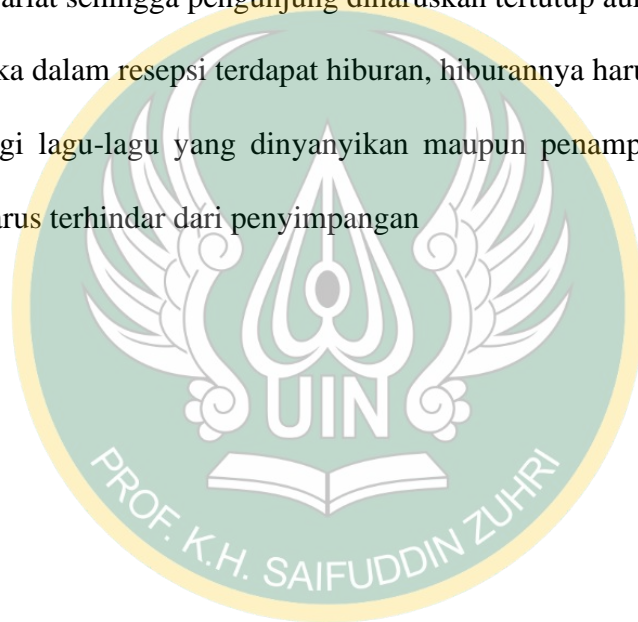 sehingga pengunjung diharuskan tertutup
dalam resepsi terdapat hiburan, hiburannya
lagu-lagu yang dinyanyikan maupun
terhindar dari penyimpangan
UIN
PROF. K.H. SAIFUDDIN ZUHRI